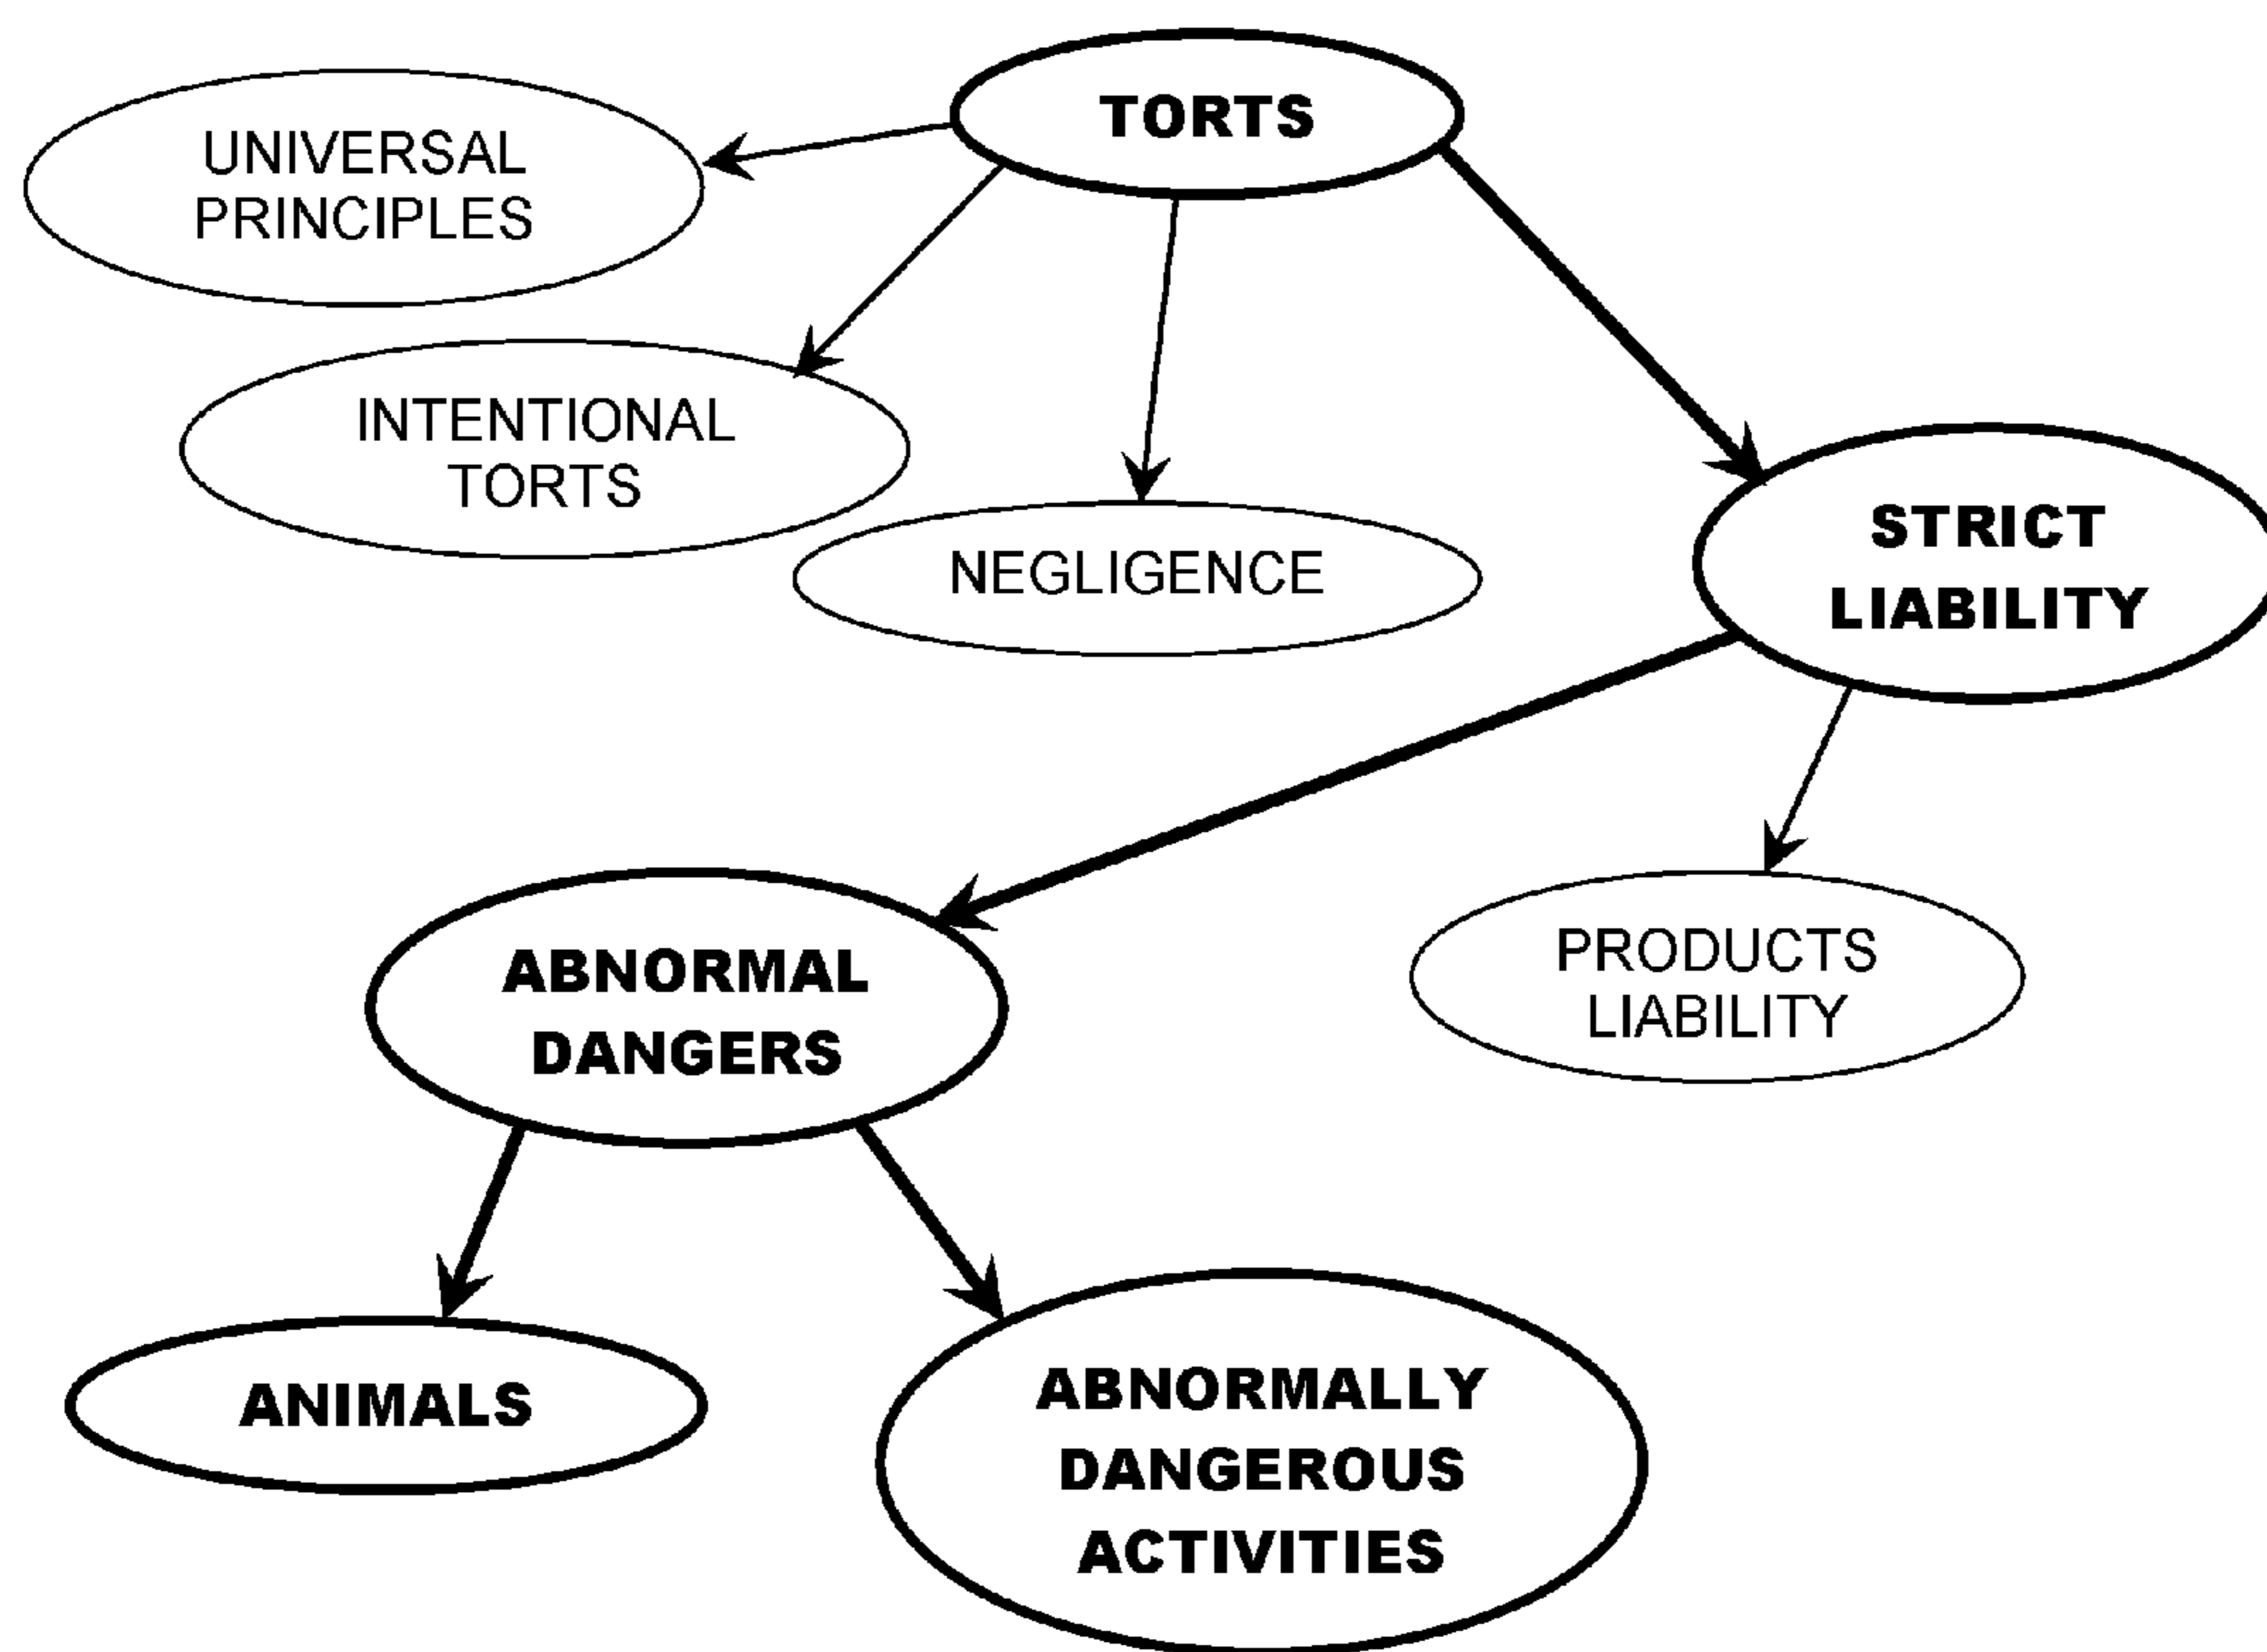 TORTS
UNIVERSAL
PRINCIPLES
INTENTIONAL
TORTS
NEGLIGENCE
STRICT
LIABILITY
ABNORMAL
DANGERS
PRODUCTS
LIABILITY
ANIMALS
ABNORMALLY
DANGEROUS
ACTIVITIES